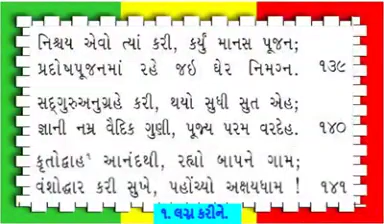 નિશ્ચય એવો ત્યાં કરી, કર્યું માનસ પૂજન;
પ્રદોષપૂજનમાં રહે જઇ ઘેર નિમગ્ન. ૧૩૯
સદ્‌ગુરુઅનુગ્રહે કરી, થયો સુધી સુત એહ;
જ્ઞાની નમ્ર વૈદિક ગુણી, પૂજ્ય પરમ વરદેહ. ૧૪૦
કૃતોદ્વાહ૧ આનંદથી, રહ્યો બાપને ગામ;
વંશોદ્ધાર કરી સુખે, પહોંચ્યો અક્ષયધામ ! ૧૪૧
૧. લગ્ન કરીને.